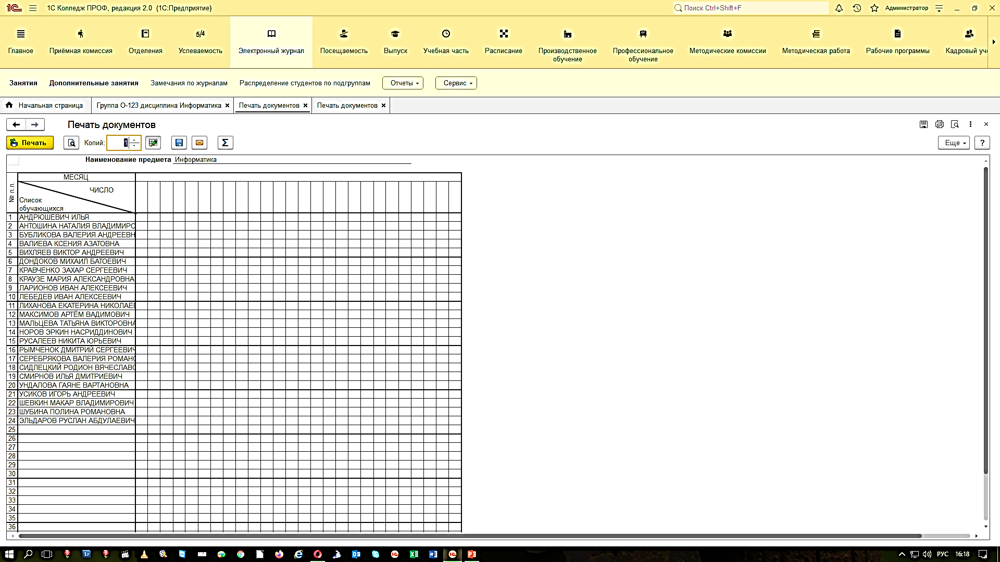 1С Колледж ПРОФ, редакция 2.0 (1С:Предприятие)
Поиск Ctrl+Shift+F
Администратор
Главное
Приёмная комиссия
Отделения
5/4
Успеваемость
Электронный журнал
Посещаемость
Выпуск
Учебная часть
Расписание
Производственное
обучение
Профессиональное
обучение
Методические комиссии
Методическая работа
Рабочие программы
Кадровый уч
Занятия
Дополнительные занятия
Замечания по журналам
Распределение студентов по подгруппам
Отчеты
Сервис
Начальная страница
Группа О-123 дисциплина Информатика
Печать документов
Печать документов
Печать документов
Печать
Копий:
1
Σ
Еще
?
Наименование предмета Информатика
№ п. п.
МЕСЯЦ
ЧИСЛО
Список
обучающихся
1 АНДРЮШЕВИЧ ИЛЬЯ
2 АНТОШИНА НАТАЛИЯ ВЛАДИМИРО
3 БУБЛИКОВА ВАЛЕРИЯ АНДРЕЕВН
4 ВАЛИЕВА КСЕНИЯ АЗАТОВНА
5 ВИХЛЯЕВ ВИКТОР АНДРЕЕВИЧ
6 ДОНДОКОВ МИХАИЛ БАТОЕВИЧ
7 КРАВЧЕНКО ЗАХАР СЕРГЕЕВИЧ
8 КРАУЗЕ МАРИЯ АЛЕКСАНДРОВНА
9 ЛАРИОНОВ ИВАН АЛЕКСЕЕВИЧ
10 ЛЕБЕДЕВ ИВАН АЛЕКСЕЕВИЧ
11 ЛИХАНОВА ЕКАТЕРИНА НИКОЛАЕВ
12 МАКСИМОВ АРТЁМ ВАДИМОВИЧ
13 МАЛЬЦЕВА ТАТЬЯНА ВИКТОРОВНА
14 НОРОВ ЭРКИН НАСРИДДИНОВИЧ
15 РУСАЛЕЕВ НИКИТА ЮРЬЕВИЧ
16 РЫМЧЕНОК ДМИТРИЙ СЕРГЕЕВИЧ
17 СЕРЕБРЯКОВА ВАЛЕРИЯ РОМАНО
18 СИДЛЕЦКИЙ РОДИОН ВЯЧЕСЛАВО
19 СМИРНОВ ИЛЬЯ ДМИТРИЕВИЧ
20 УНДАЛОВА ГАЯНЕ ВАРТАНОВНА
21 УСИКОВ ИГОРЬ АНДРЕЕВИЧ
22 ШЕВКИН МАКАР ВЛАДИМИРОВИЧ
23 ШУБИНА ПОЛИНА РОМАНОВНА
24 ЭЛЬДАРОВ РУСЛАН АБДУЛАЕВИЧ
25
26
27
28
29
30
31
32
33
34
35
36
РУС
16:18